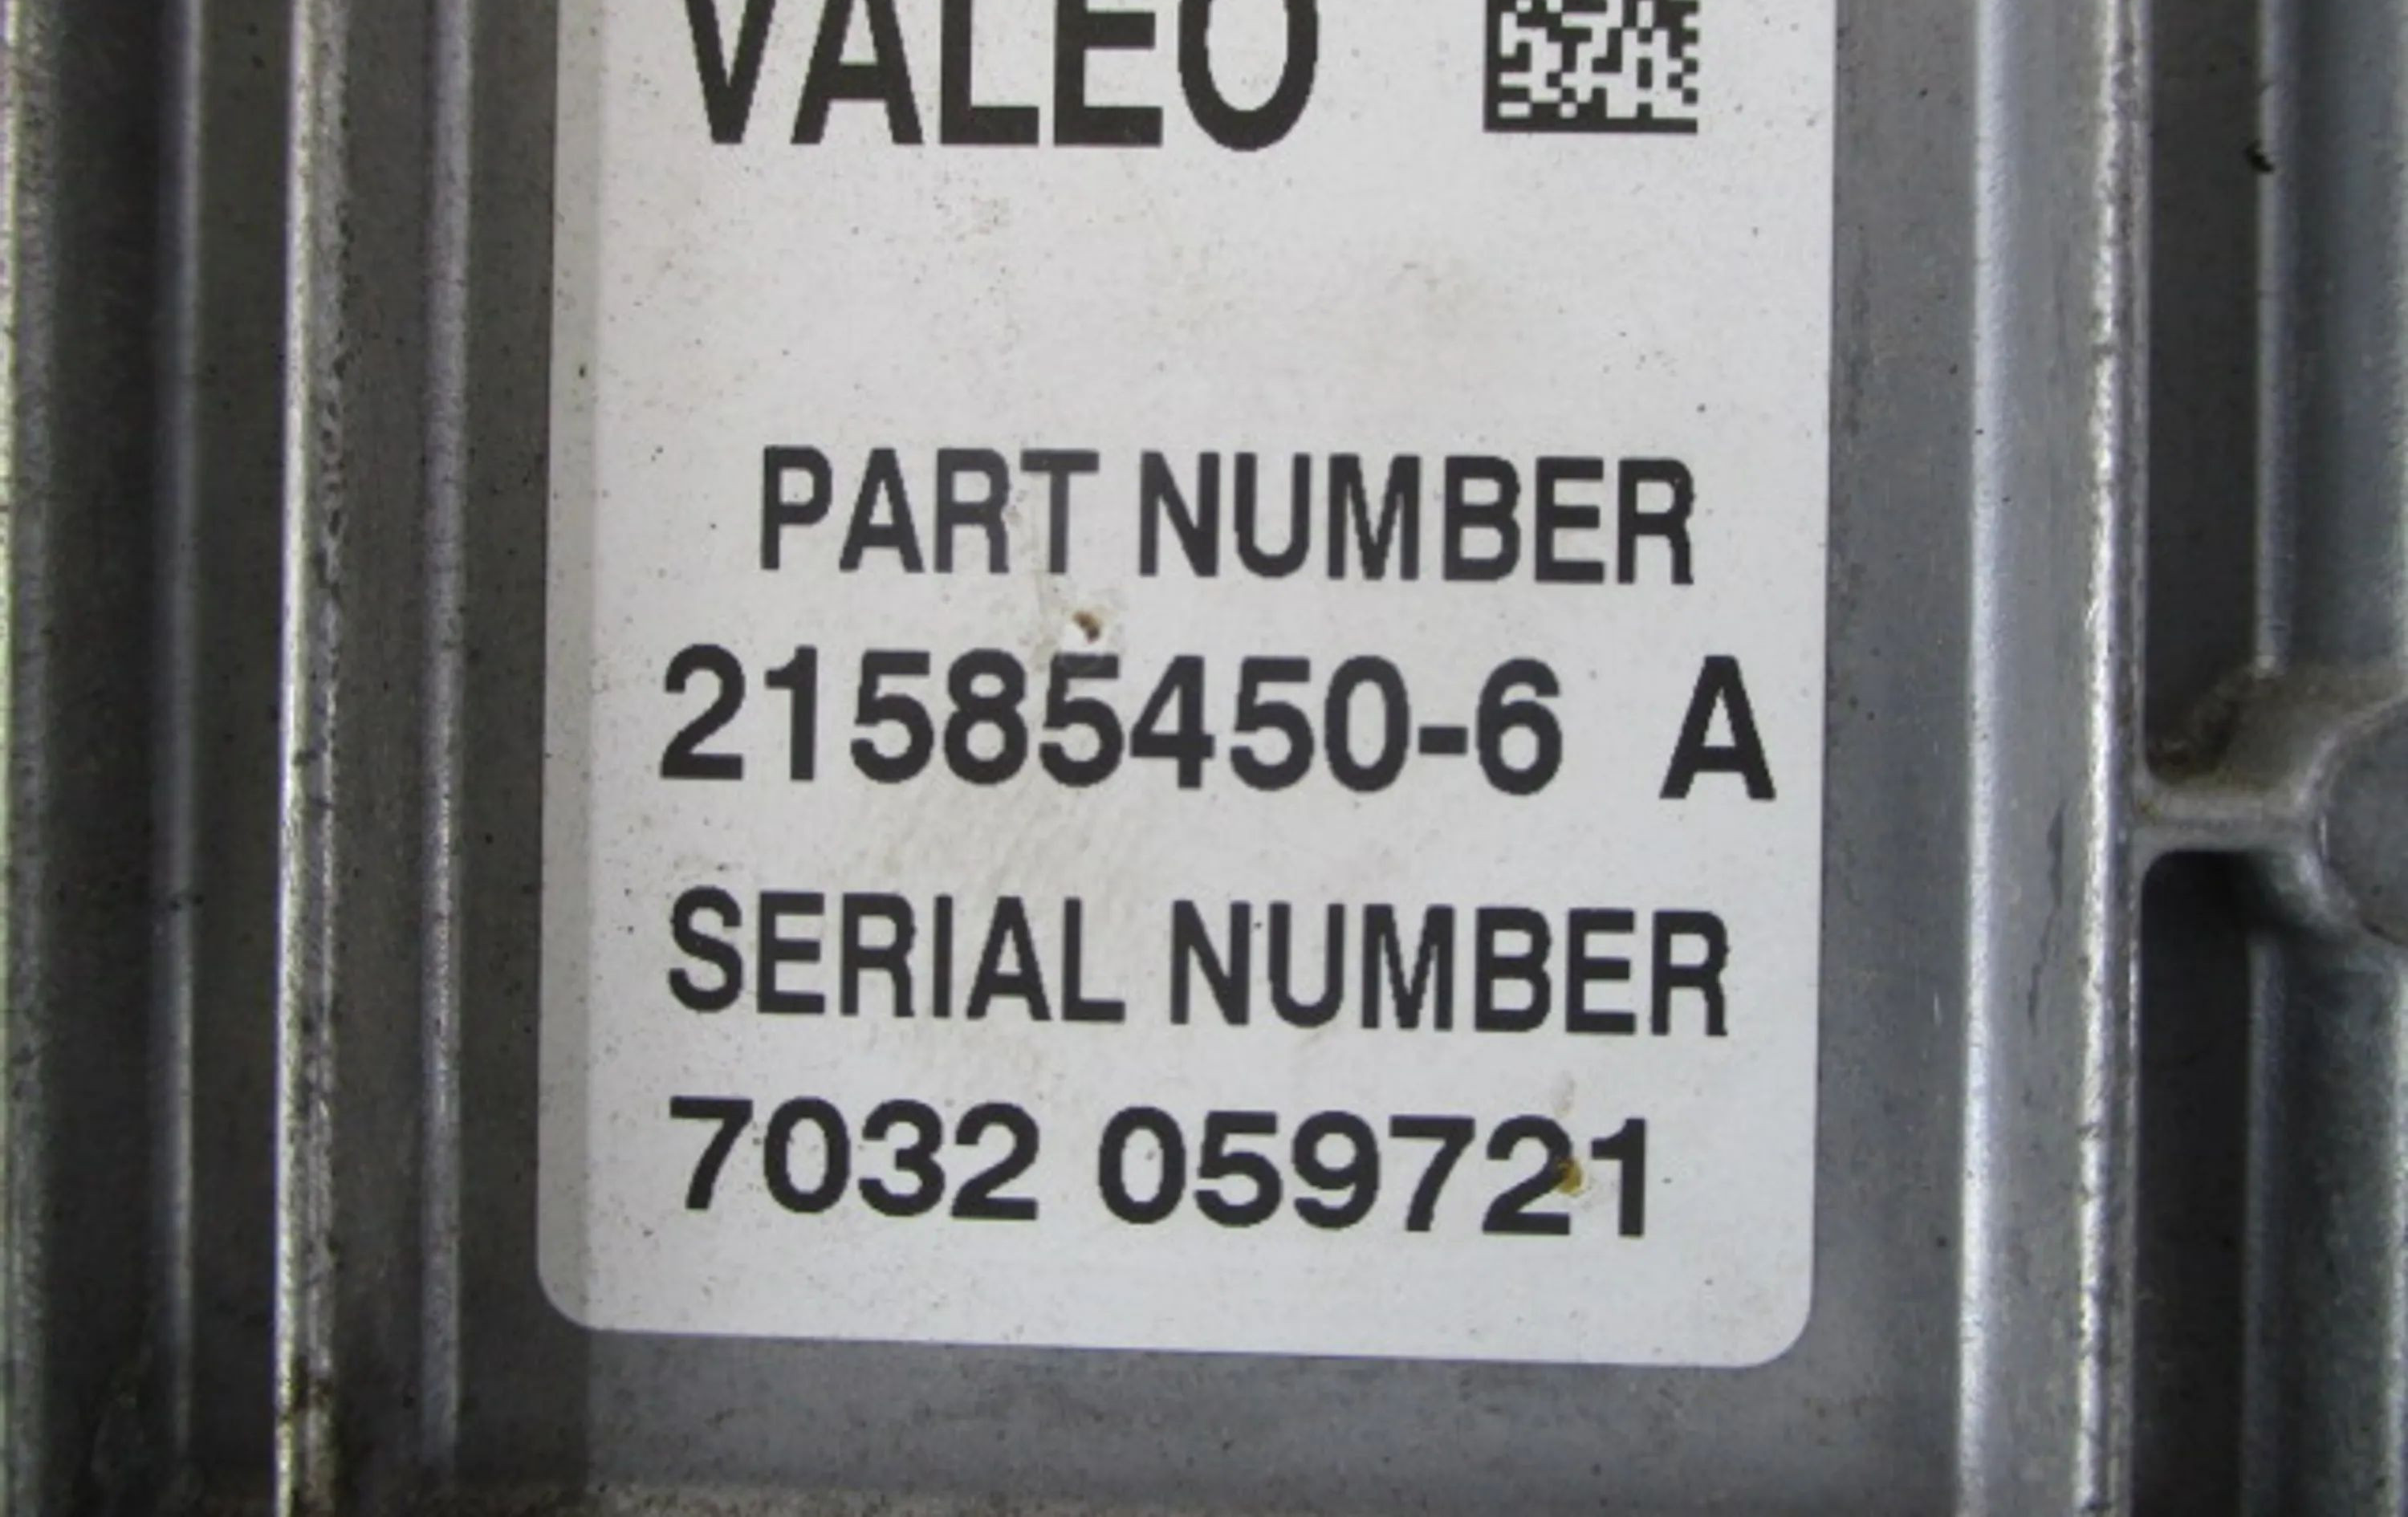 VALEO
PART NUMBER
21585450-6 A
SERIAL NUMBER
7032 059721